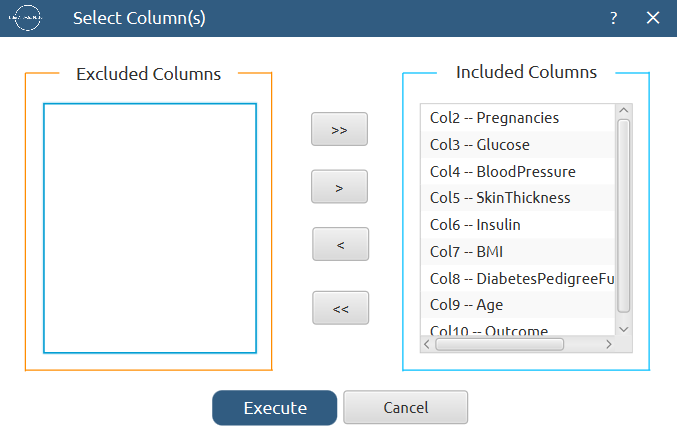 Select Column(s)
?
Excluded Columns
Included Columns
>>
>
<
<<
Col2 -- Pregnancies
Col3 -- Glucose
Col4 -- BloodPressure
Col5 -- SkinThickness
Col6 -- Insulin
Col7 -- BMI
Col8 -- DiabetesPedigreeFu
Col9 -- Age
Col10 -- Outcome
Execute
Cancel